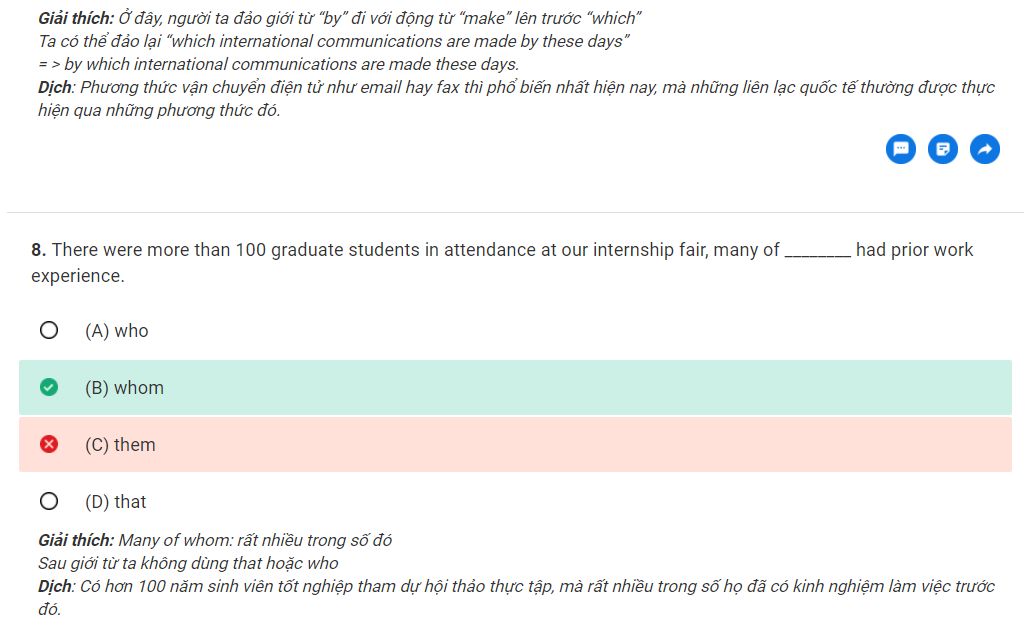 Giải thích: Ở đây, người ta đảo giới từ “by” đi với động từ “make” lên trước “which”
Ta có thể đảo lại “which international communications are made by these days”
= > by which international communications are made these days.
Dịch: Phương thức vận chuyển điện tử như email hay fax thì phổ biến nhất hiện nay, mà những liên lạc quốc tế thường được thực
hiện qua những phương thức đó.
8. There were more than 100 graduate students in attendance at our internship fair, many of ________ had prior work
experience.
(A) who
(B) whom
(C) them
(D) that
Giải thích: Many of whom: rất nhiều trong số đó
Sau giới từ ta không dùng that hoặc who
Dịch: Có hơn 100 năm sinh viên tốt nghiệp tham dự hội thảo thực tập, mà rất nhiều trong số họ đã có kinh nghiệm làm việc trước
đó.